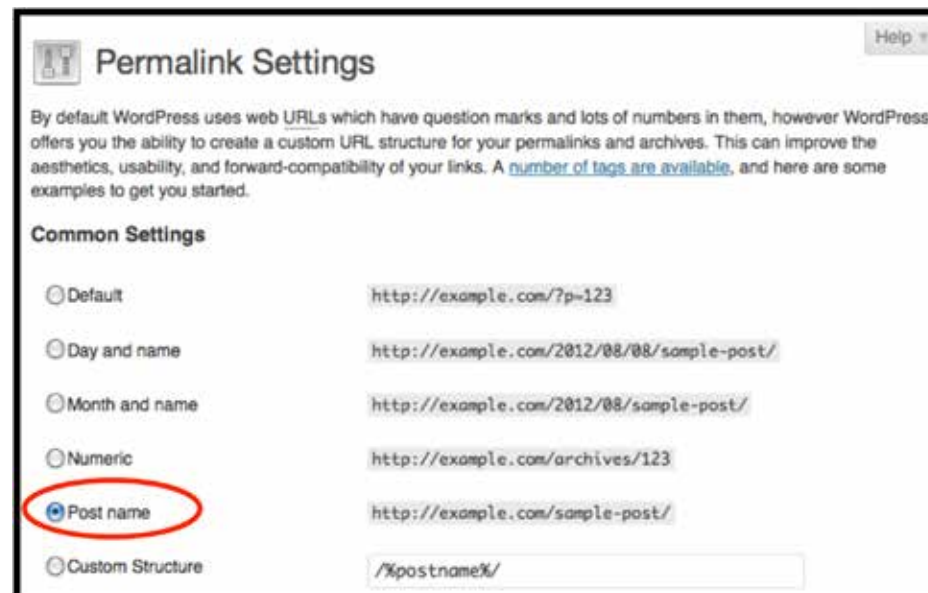 Help
Permalink Settings
By default WordPress uses web URLs which have question marks and lots of numbers in them, however WordPress
offers you the ability to create a custom URL structure for your permalinks and archives. This can improve the
aesthetics, usability, and forward-compatibility of your links. A number of tags are available, and here are some
examples to get you started.
Common Settings
Default http://example.com/?p=123
Day and name http://example.com/2012/08/08/sample-post/
Month and name http://example.com/2012/08/sample-post/
Numeric http://example.com/archives/123
Post name http://example.com/sample-post/
Custom Structure /%postname%/